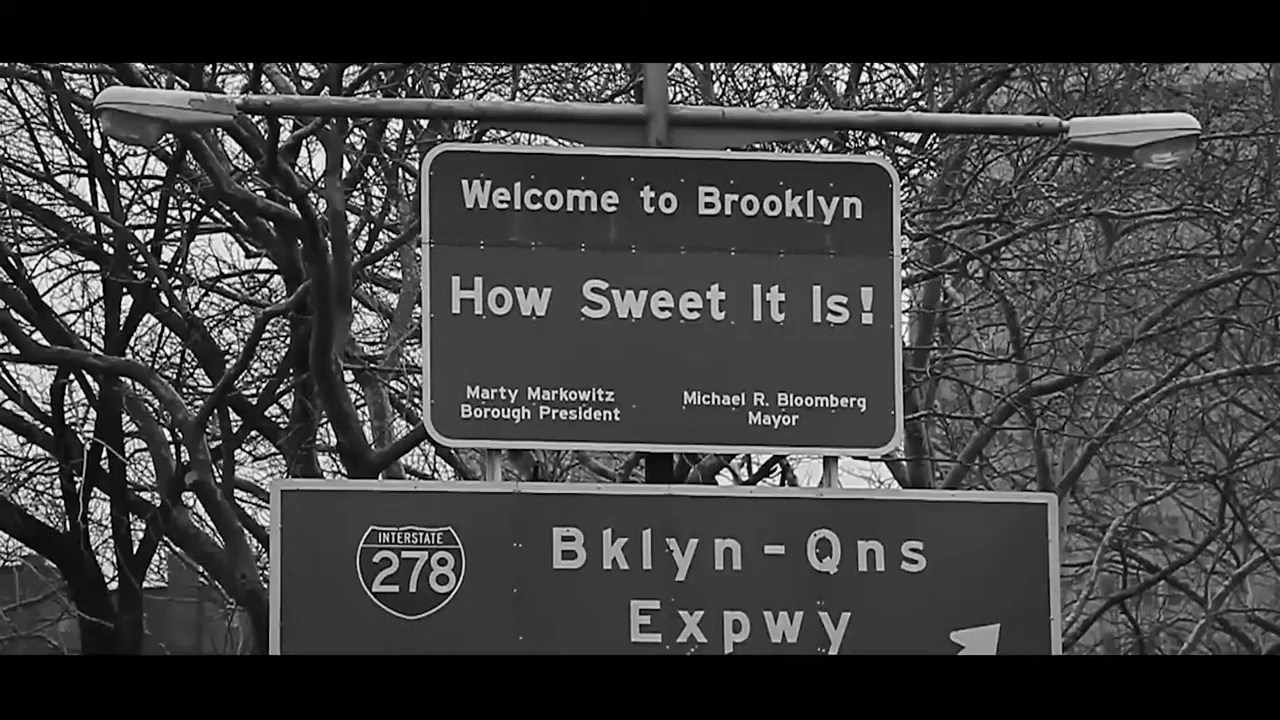 Welcome to Brooklyn
How Sweet It Is!
Marty Markowitz
Borough President
Michael R. Bloomberg
Mayor
INTERSTATE
278
Bklyn-Qns
Expwy